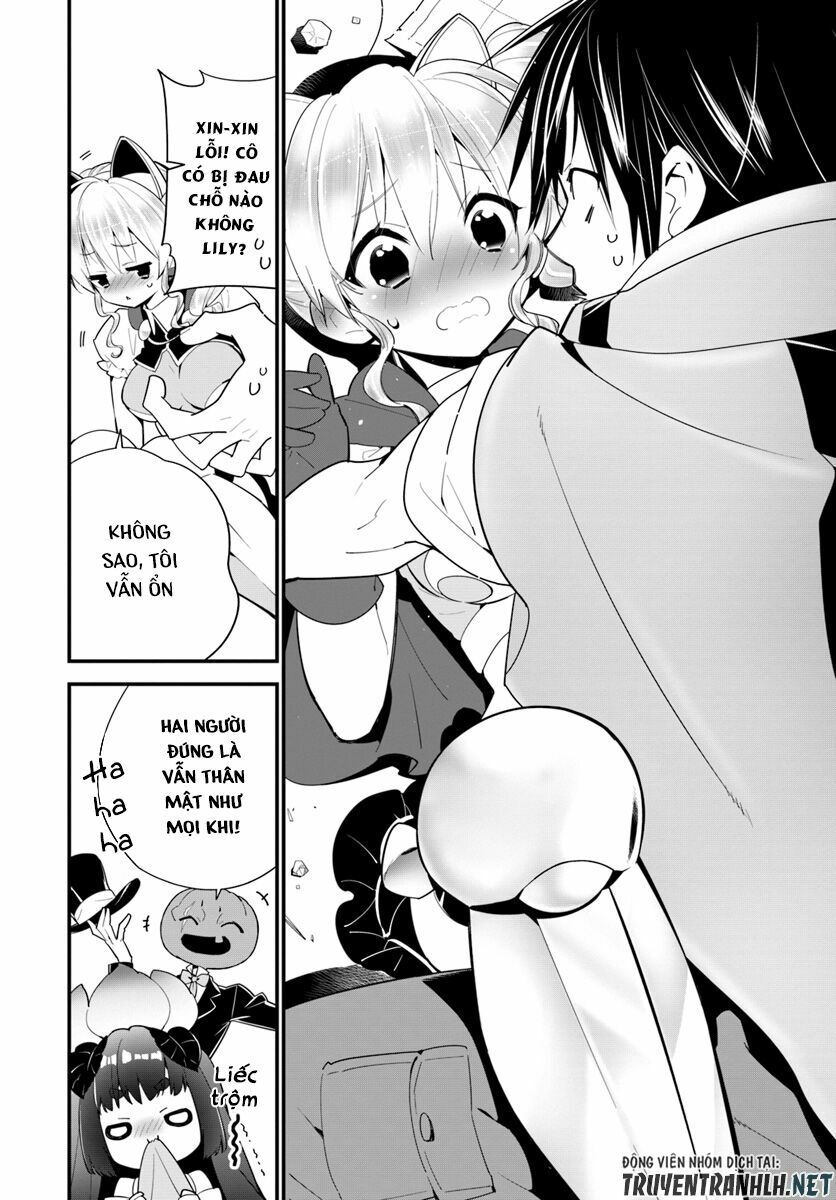 XIN-XIN
LỖI! CÔ
CÓ BỊ ĐAU
CHỖ NÀO
KHÔNG
LILY?
KHÔNG
SAO, TÔI
VẪN ỔN
HAI NGƯỜI
ĐÚNG LÀ
VẪN THÂN
MẬT NHƯ
MỌI KHI!
Ha
ha
ha
Liếc
trộm
ĐỘNG VIÊN NHÓM DỊCH TẠI:
TRUYENTRANHLH.NET